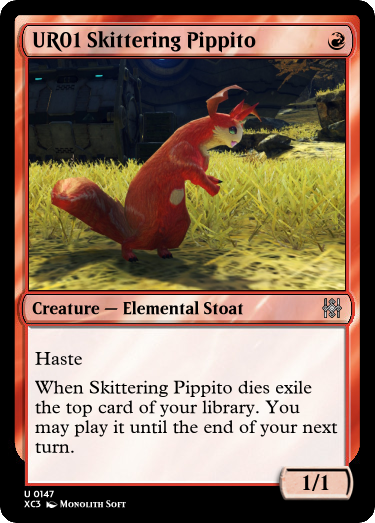 UR01 Skittering Pippito
Creature — Elemental Stoat
Haste
When Skittering Pippito dies exile
the top card of your library. You
may play it until the end of your next
turn.
1/1
U 0147
XC3 Monolith Soft